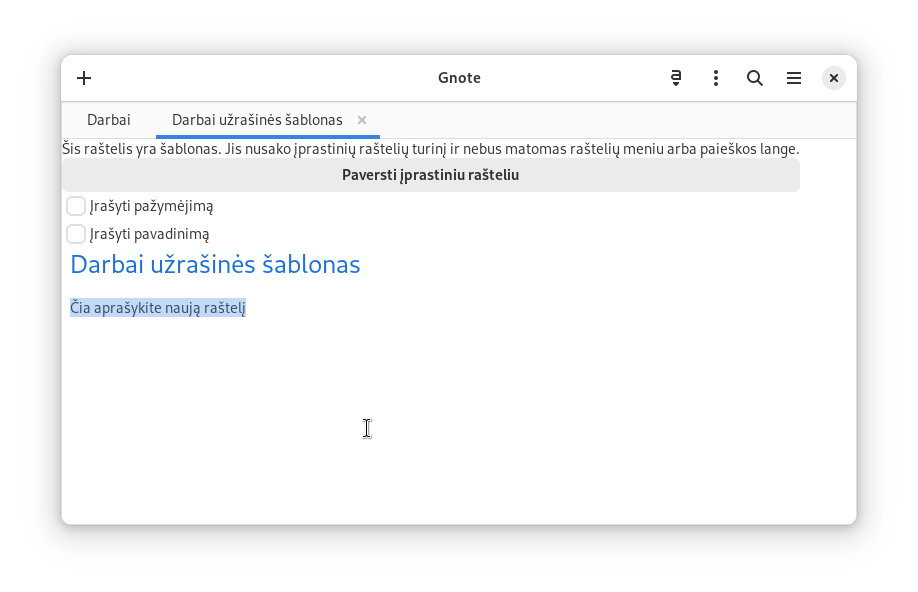 Gnote
Darbai
Darbai užrašinės šablonas
Šis raštelis yra šablonas. Jis nusako įprastinių raštelių turinį ir nebus matomas raštelių meniu arba paieškos lange.
Paversti įprastiniu rašteliu
Įrašyti pažymėjimą
Įrašyti pavadinimą
Darbai užrašinės šablonas
Čia aprašykite naują raštelį